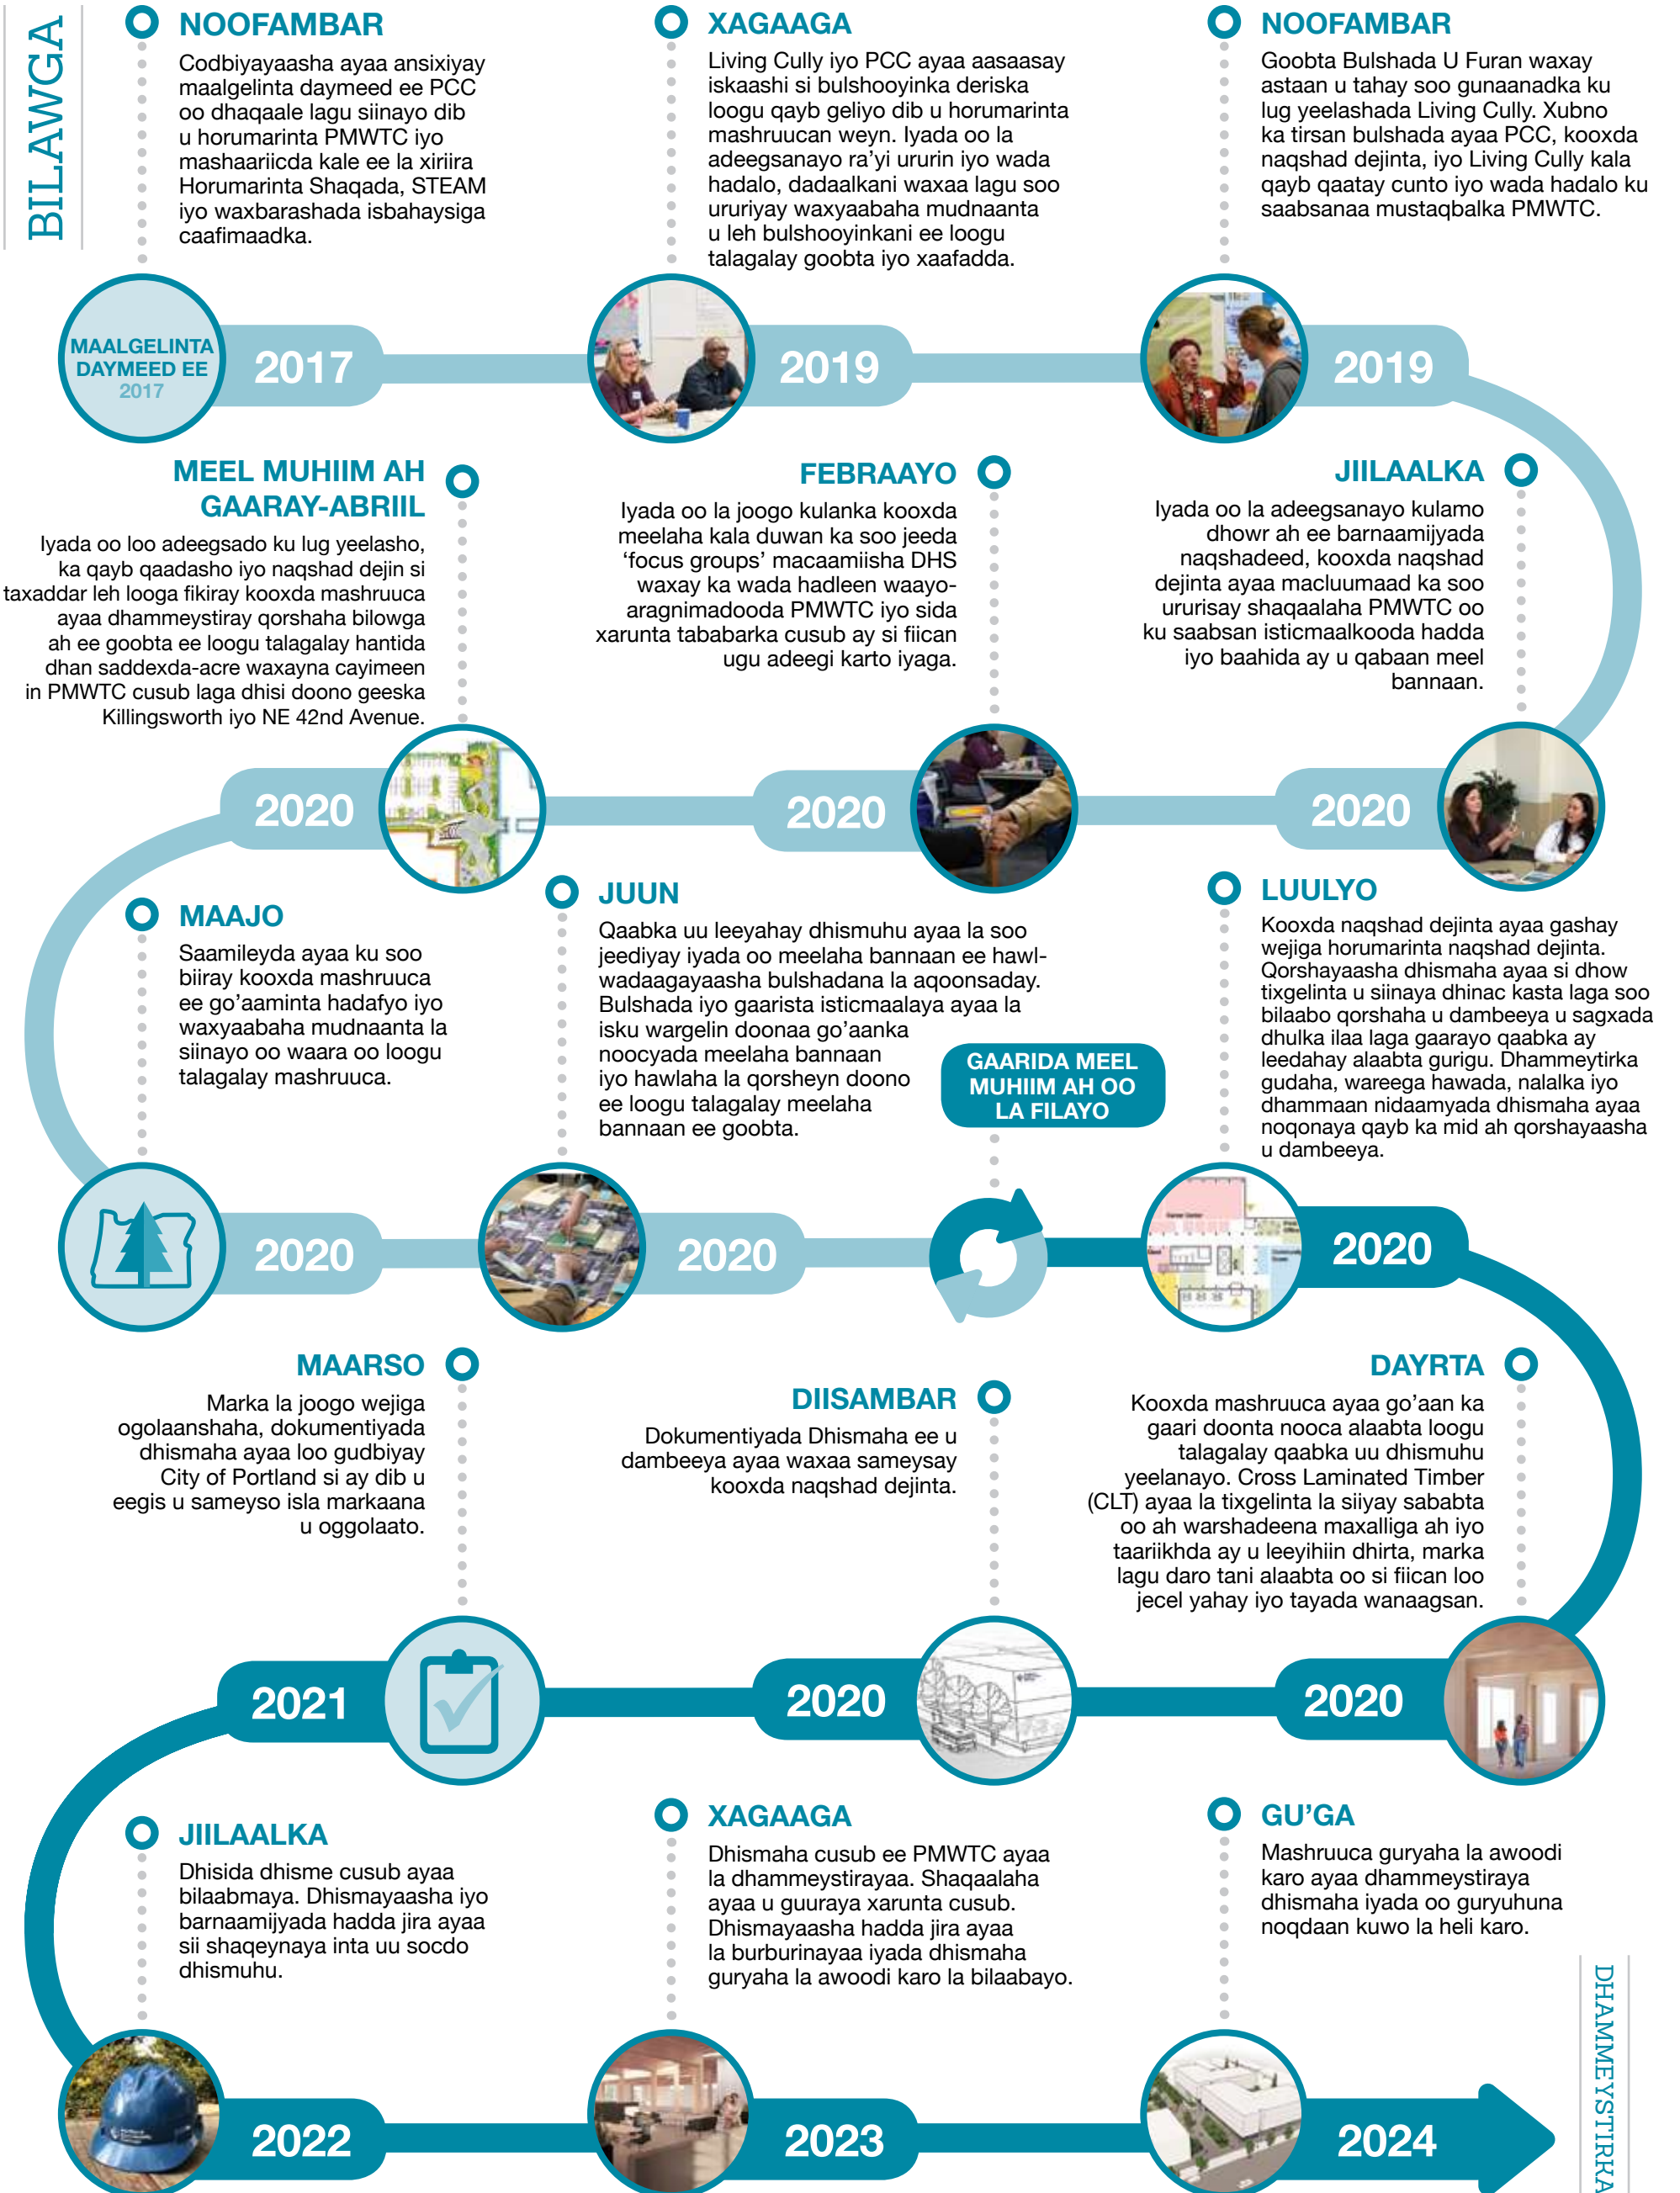 BILAWGA
NOOFAMBAR
Codbiyayaasha ayaa ansixiyay
maalgelinta daymeed ee PCC
oo dhaqaale lagu siinayo dib
u horumarinta PMWTC iyo
mashaariicda kale ee la xiriira
Horumarinta Shaqada, STEAM
iyo waxbarashada isbahaysiga
caafimaadka.
MAALGELINTA
DAYMEED EE
2017
2017
XAGAAGA
Living Cully iyo PCC ayaa aasaasay
iskaashi si bulshooyinka deriska
loogu qayb geliyo dib u horumarinta
mashruucan weyn. Iyada oo la
adeegsanayo ra'yi ururin iyo wada
hadalo, dadaalkani waxaa lagu soo
ururiyay waxyaabaha mudnaanta
u leh bulshooyinkani ee loogu
talagalay goobta iyo xaafadda.
2019
NOOFAMBAR
Goobta Bulshada U Furan waxay
astaan u tahay soo gunaanadka ku
lug yeelashada Living Cully. Xubno
ka tirsan bulshada ayaa PCC, kooxda
naqshad dejinta, iyo Living Cully kala
qayb qaatay cunto iyo wada hadalo ku
saabsanaa mustaqbalka PMWTC.
2019
JIILAALKA
Iyada oo la adeegsanayo kulamo
dhowr ah ee barnaamijyada
naqshadeed, kooxda naqshad
dejinta ayaa macluumaad ka soo
ururisay shaqaalaha PMWTC oo
ku saabsan isticmaalkooda hadda
iyo baahida ay u qabaan meel
bannaan.
2020
FEBRAAYO
Iyada oo la joogo kulanka kooxda
meelaha kala duwan ka soo jeeda
'focus groups' macaamiisha DHS
waxay ka wada hadleen waayo-
aragnimadooda PMWTC iyo sida
xarunta tababarka cusub ay si fiican
ugu adeegi karto iyaga.
2020
MEEL MUHIIM AH
GAARAY-ABRIIL
Iyada oo loo adeegsado ku lug yeelasho,
ka qayb qaadasho iyo naqshad dejin si
taxaddar leh looga fikiray kooxda mashruuca
ayaa dhammeystiray qorshaha bilowga
ah ee goobta ee loogu talagalay hantida
dhan saddexda-acre waxayna cayimeen
in PMWTC cusub laga dhisi doono geeska
Killingsworth iyo NE 42nd Avenue.
2020
MAAJO
Saamileyda ayaa ku soo
biiray kooxda mashruuca
ee go'aaminta hadafyo iyo
waxyaabaha mudnaanta la
siinayo oo waara oo loogu
talagalay mashruuca.
2020
JUUN
Qaabka uu leeyahay dhismuhu ayaa la soo
jeediyay iyada oo meelaha bannaan ee hawl-
wadaagayaasha bulshadana la aqoonsaday.
Bulshada iyo gaarista isticmaalaya ayaa la
isku wargelin doonaa go'aanka
noocyada meelaha bannaan
iyo hawlaha la qorsheyn doono
ee loogu talagalay meelaha
bannaan ee goobta.
2020
GAARIDA MEEL
MUHIIM AH OO
LA FILAYO
LUULYO
Kooxda naqshad dejinta ayaa gashay
wejiga horumarinta naqshad dejinta.
Qorshayaasha dhismaha ayaa si dhow
tixgelinta u siinaya dhinac kasta laga soo
bilaabo qorshaha u dambeeya u sagxada
dhulka ilaa laga gaarayo qaabka ay
leedahay alaabta gurigu. Dhammeytirka
gudaha, wareega hawada, nalalka iyo
dhammaan nidaamyada dhismaha ayaa
noqonaya qayb ka mid ah qorshayaasha
u dambeeya.
2020
DAYRTA
Kooxda mashruuca ayaa go'aan ka
gaari doonta nooca alaabta loogu
talagalay qaabka uu dhismuhu
yeelanayo. Cross Laminated Timber
(CLT) ayaa la tixgelinta la siiyay sababta
oo ah warshadeena maxalliga ah iyo
taariikhda ay u leeyihiin dhirta, marka
lagu daro tani alaabta oo si fiican loo
jecel yahay iyo tayada wanaagsan.
2020
DIISAMBAR
Dokumentiyada Dhismaha ee u
dambeeya ayaa waxaa sameysay
kooxda naqshad dejinta.
2020
MAARSO
Marka la joogo wejiga
ogolaanshaha, dokumentiyada
dhismaha ayaa loo gudbiyay
City of Portland si ay dib u
eegis u sameyso isla markaana
u oggolaato.
2021
JIILAALKA
Dhisida dhisme cusub ayaa
bilaabmaya. Dhismayaasha iyo
barnaamijyada hadda jira ayaa
sii shaqeynaya inta uu socdo
dhismuhu.
2022
XAGAAGA
Dhismaha cusub ee PMWTC ayaa
la dhammeystirayaa. Shaqaalaha
ayaa u guuraya xarunta cusub.
Dhismayaasha hadda jira ayaa
la burburinayaa iyada dhismaha
guryaha la awoodi karo la bilaabayo.
2023
GU'GA
Mashruuca guryaha la awoodi
karo ayaa dhammeystiraya
dhismaha iyada oo guryuhuna
noqdaan kuwo la heli karo.
2024
DHAMMEYSTIRKA